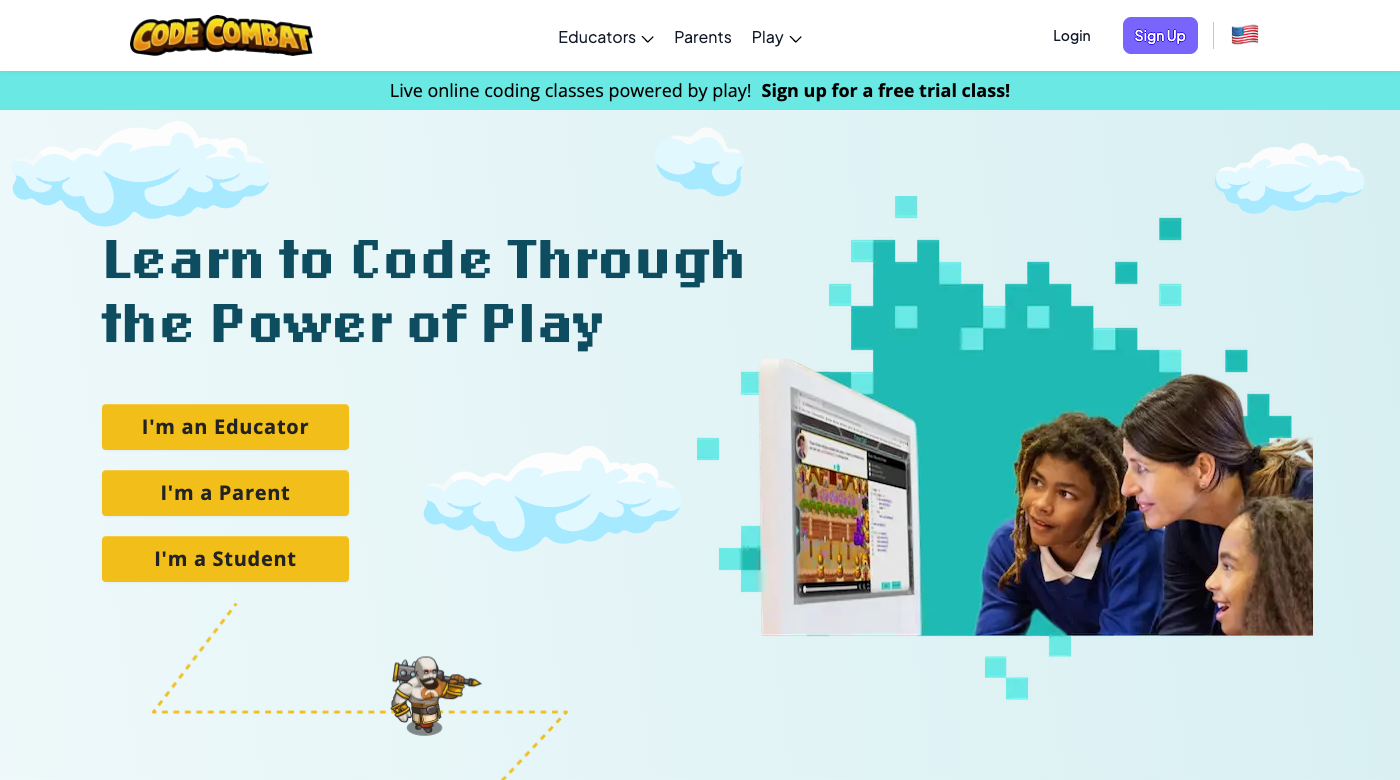 CODE COMBAT
Educators Parents Play
Login Sign Up
Live online coding classes powered by play! Sign up for a free trial class!
Learn to Code Through
the Power of Play
I'm an Educator
I'm a Parent
I'm a Student